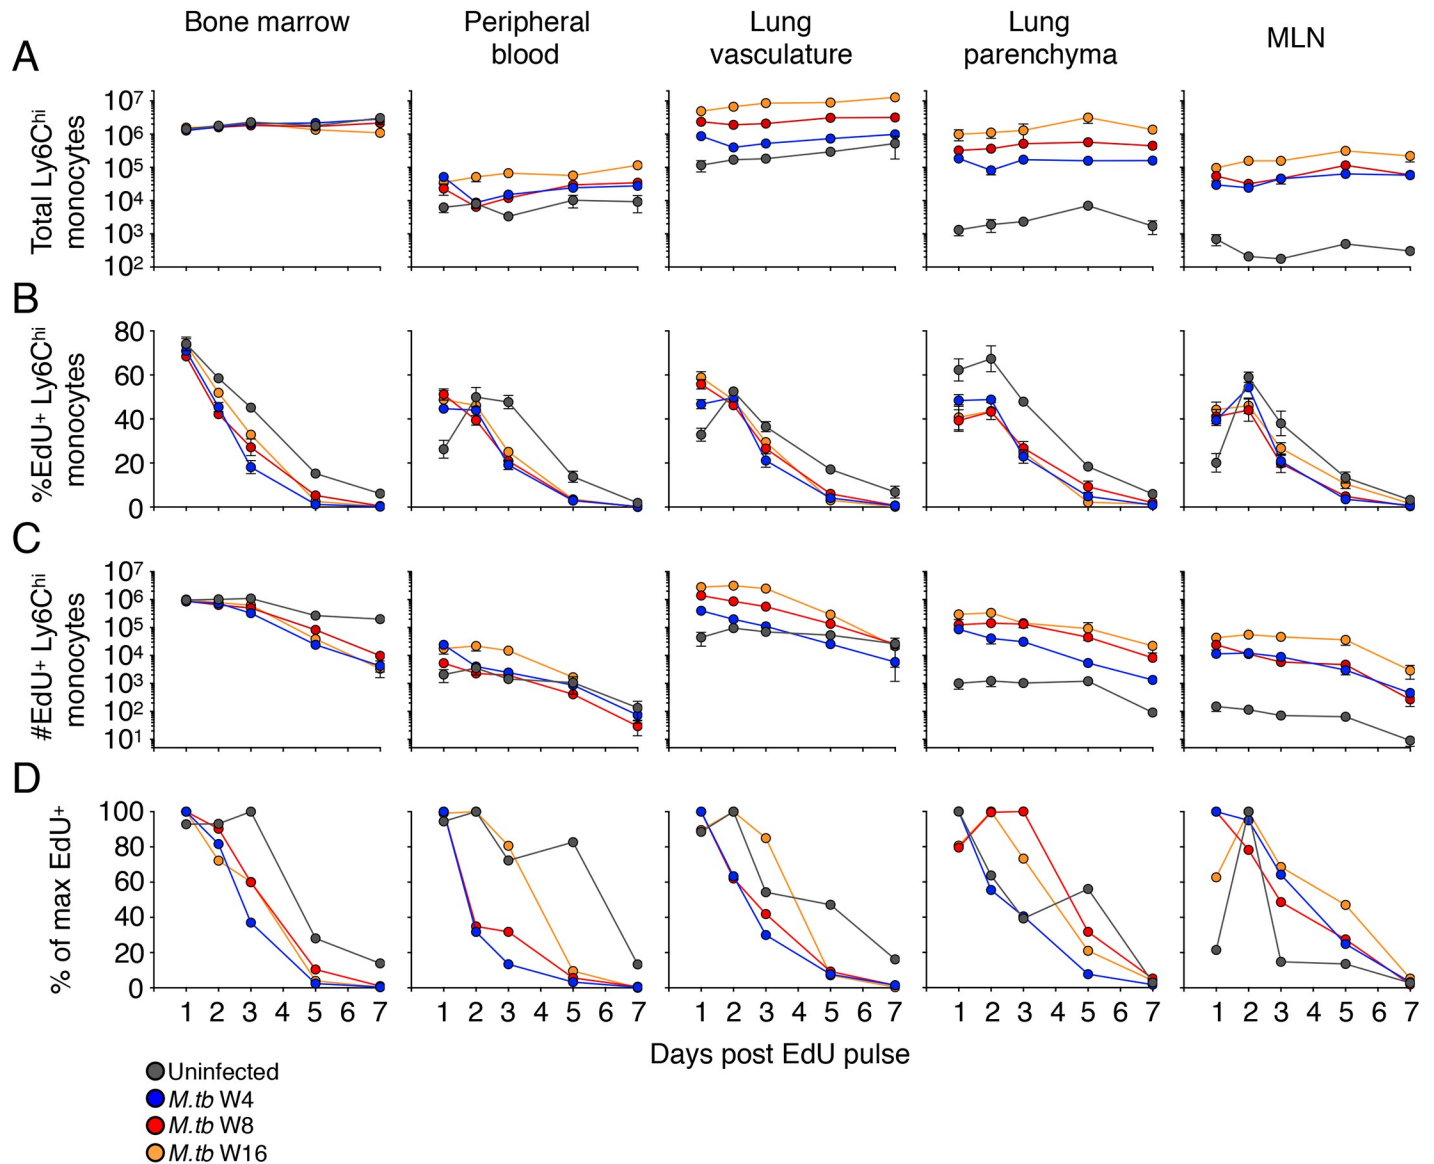 Bone marrow
Peripheral
blood
Lung
vasculature
Lung
parenchyma
MLN
A
Total Ly6Chi
monocytes
10⁷
10⁶
10⁵
10⁴
10³
10²
B
%EdU⁺ Ly6Chi
monocytes
80
60
40
20
0
C
#EdU⁺ Ly6Chi
monocytes
10⁷
10⁶
10⁵
10⁴
10³
10²
10¹
D
% of max EdU⁺
100
80
60
40
20
0
1 2 3 4 5 6 7
1 2 3 4 5 6 7
1 2 3 4 5 6 7
1 2 3 4 5 6 7
1 2 3 4 5 6 7
Days post EdU pulse
Uninfected
M.tb W4
M.tb W8
M.tb W16